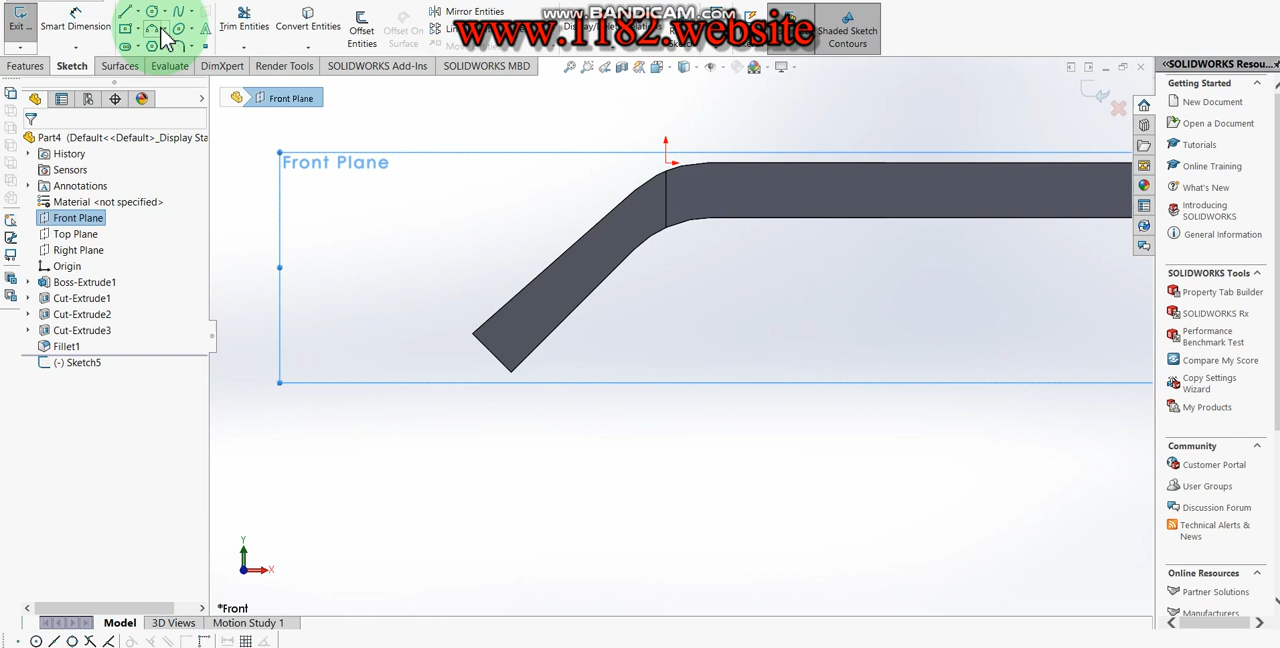 www.BANDICAM.com
www.1182.website
Exit ...
Smart Dimension
Trim Entities
Convert Entities
Offset Entities
Offset On Surface
Mirror Entities
Shaded Sketch Contours
Features
Sketch
Surfaces
Evaluate
DimXpert
Render Tools
SOLIDWORKS Add-Ins
SOLIDWORKS MBD
Part4 (Default<<Default>_Display Sta
History
Sensors
Annotations
Material <not specified>
Front Plane
Top Plane
Right Plane
Origin
Boss-Extrude1
Cut-Extrude1
Cut-Extrude2
Cut-Extrude3
Fillet1
(-) Sketch5
Front Plane
Front Plane
Y
X
*Front
Model
3D Views
Motion Study 1
SOLIDWORKS Resou...
Getting Started
New Document
Open a Document
Tutorials
Online Training
What's New
Introducing SOLIDWORKS
General Information
SOLIDWORKS Tools
Property Tab Builder
SOLIDWORKS Rx
Performance Benchmark Test
Compare My Score
Copy Settings Wizard
My Products
Community
Customer Portal
User Groups
Discussion Forum
Technical Alerts & News
Online Resources
Partner Solutions
Manufacturers